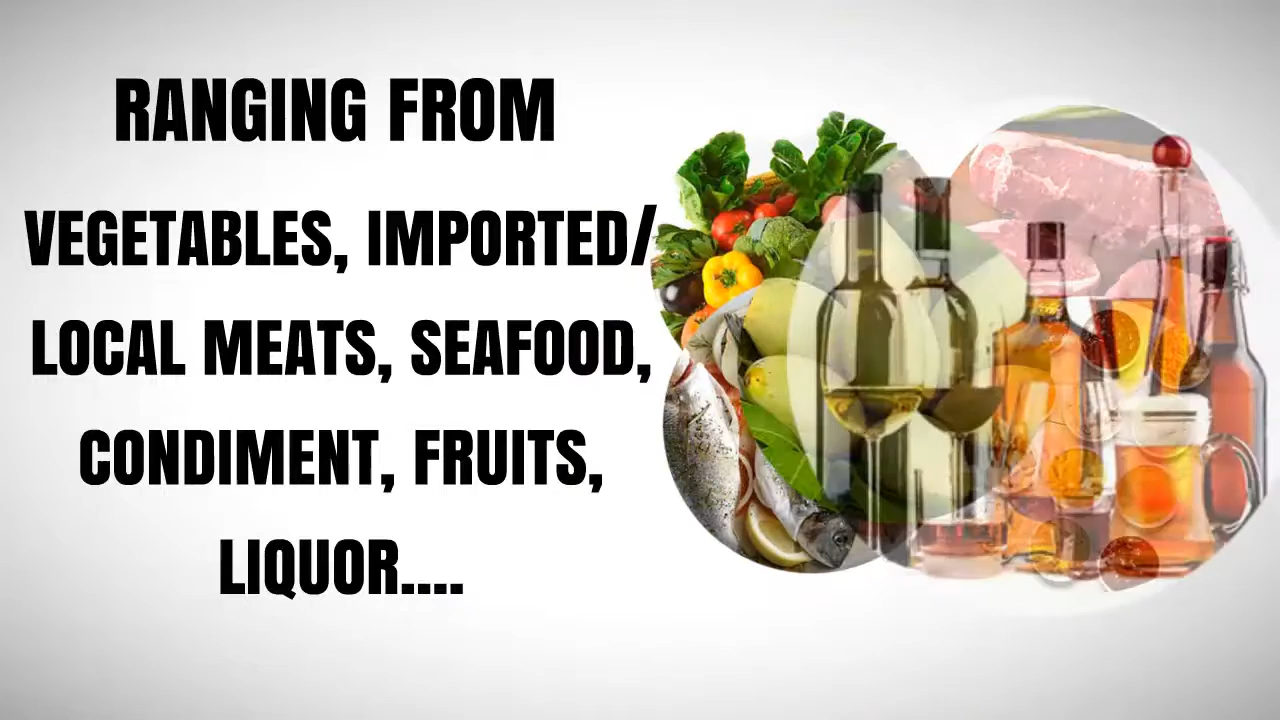 RANGING FROM
VEGETABLES, IMPORTED/
LOCAL MEATS, SEAFOOD,
CONDIMENT, FRUITS,
LIQUOR....